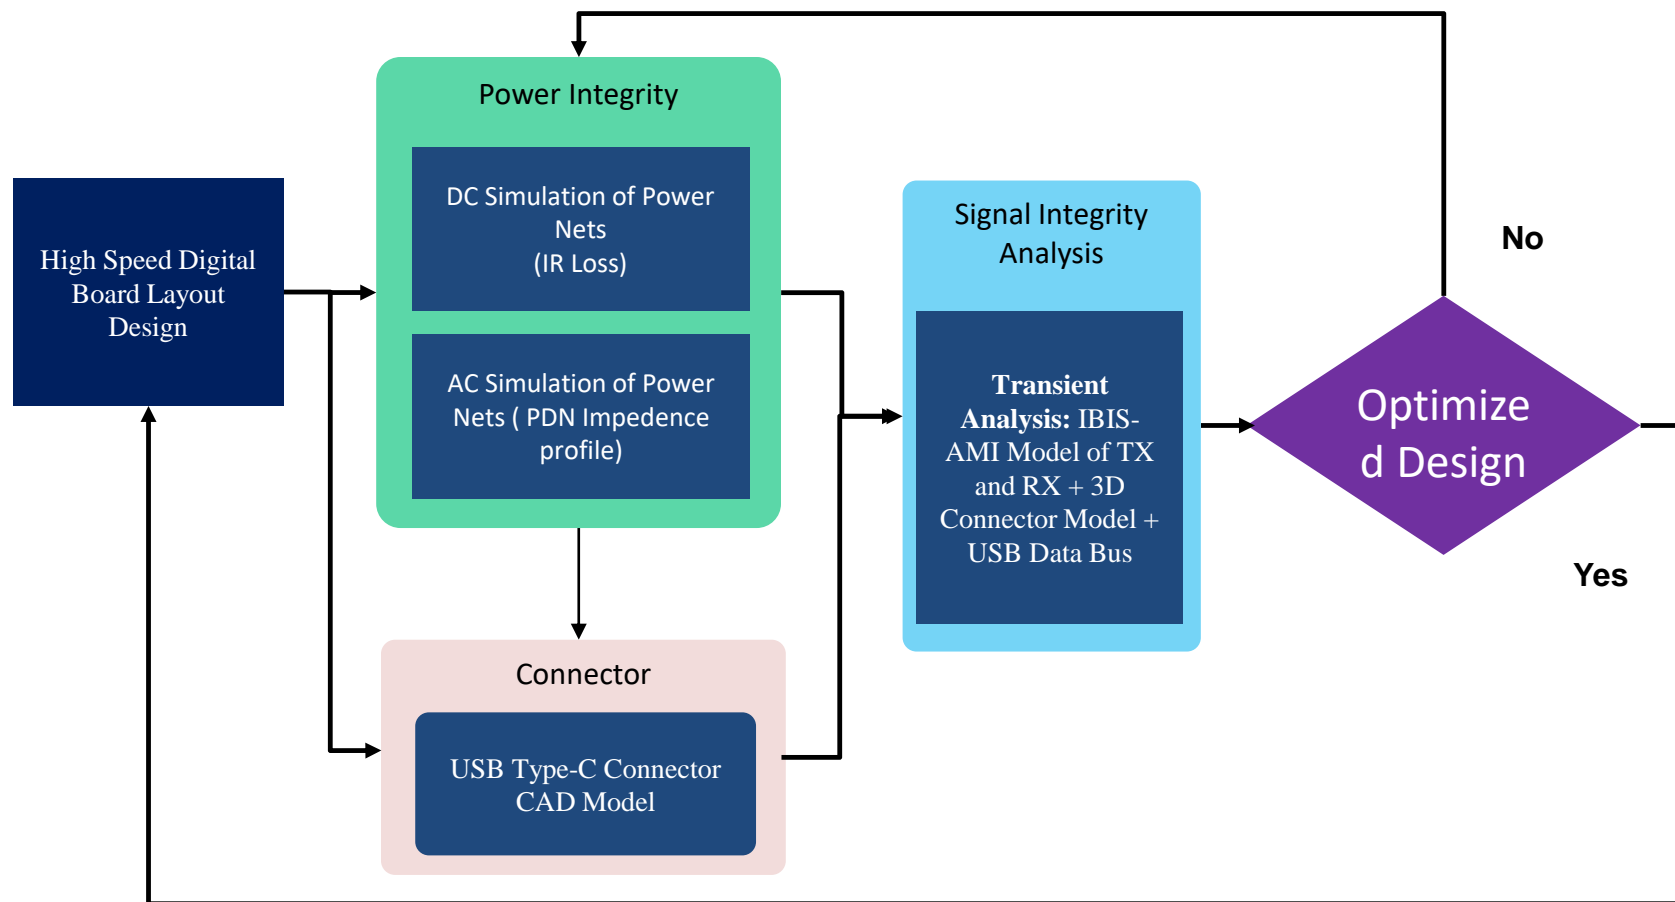 High Speed Digital
Board Layout
Design
Power Integrity
DC Simulation of Power
Nets
(IR Loss)
AC Simulation of Power
Nets ( PDN Impedence
profile)
Connector
USB Type-C Connector
CAD Model
Signal Integrity
Analysis
Transient
Analysis: IBIS-
AMI Model of TX
and RX + 3D
Connector Model +
USB Data Bus
Optimize
d Design
No
Yes